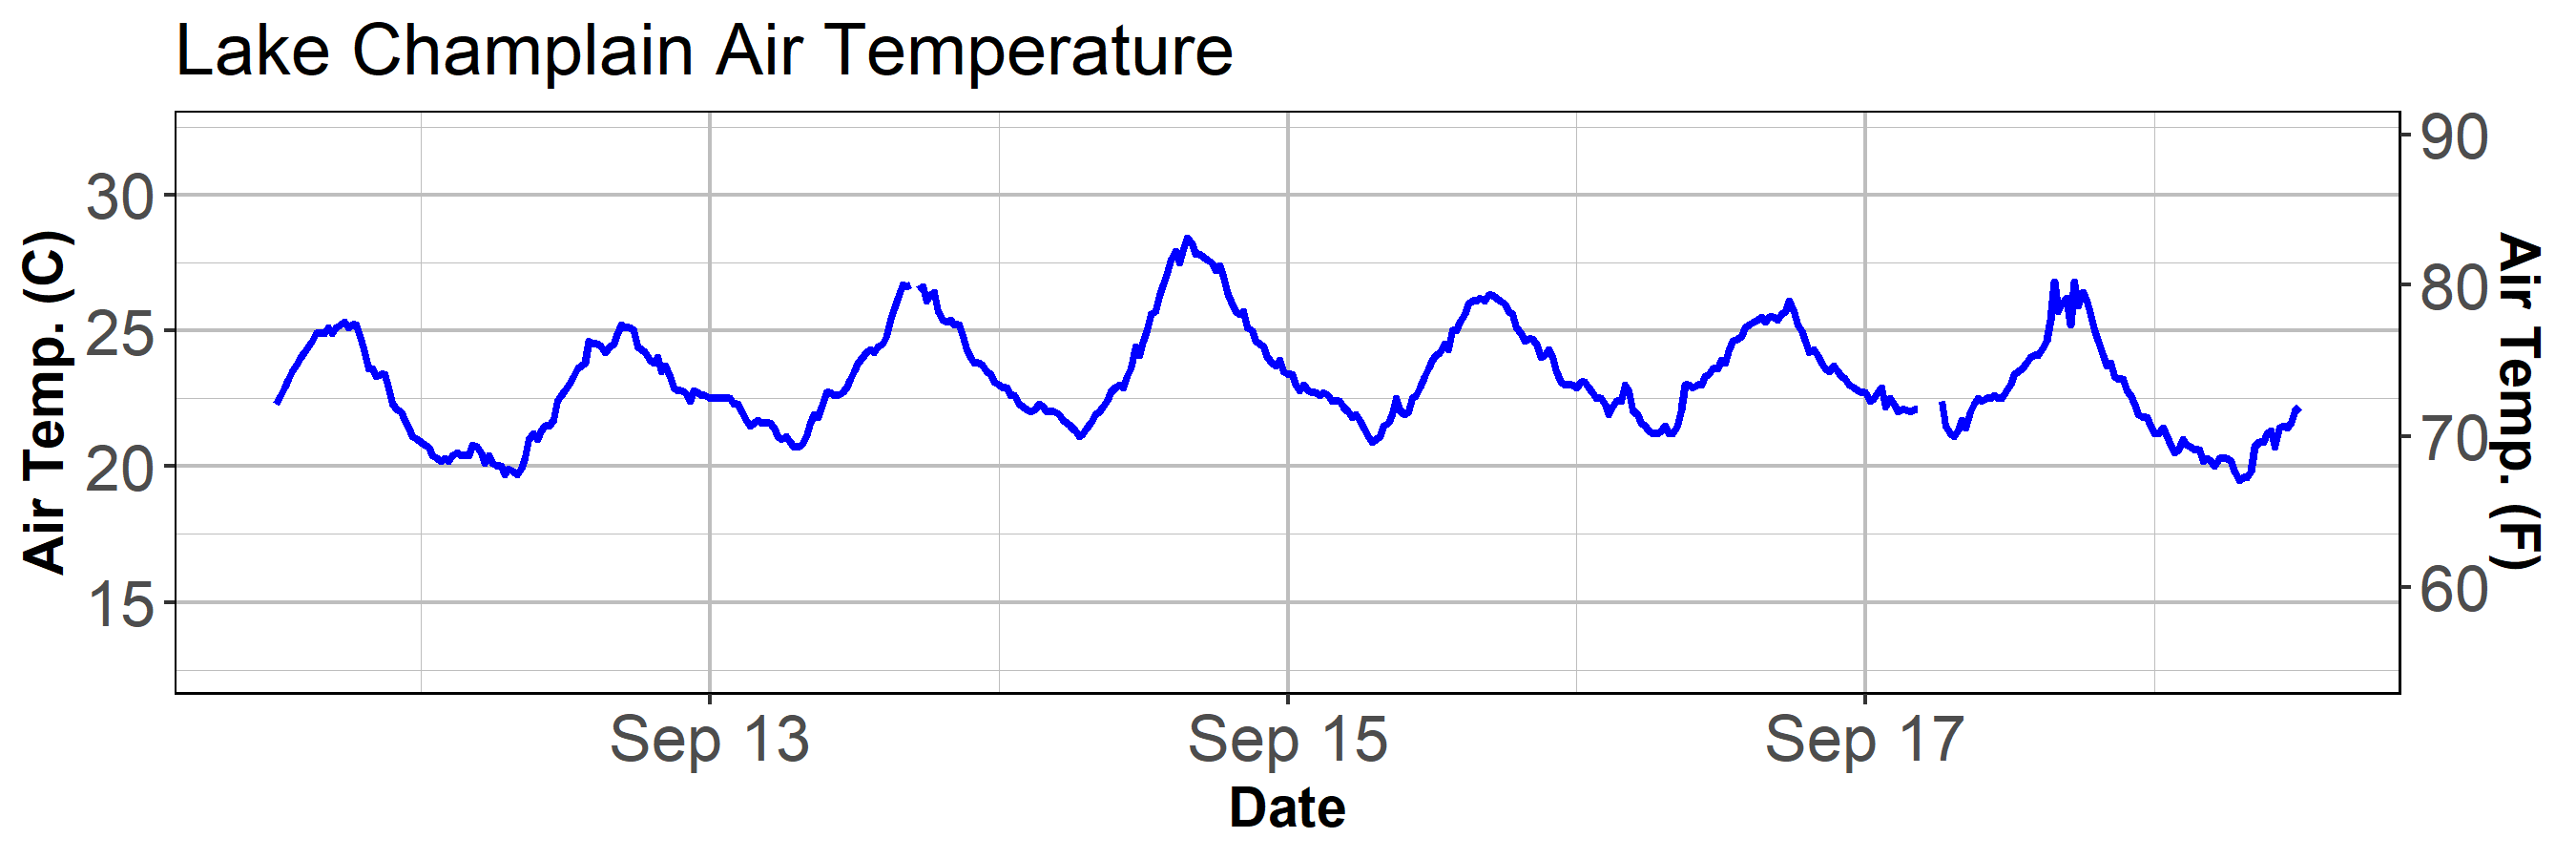 Lake Champlain Air Temperature
Air Temp. (C)
30
25
20
15
90
80
70
60
Air Temp. (F)
Sep 13 Sep 15 Sep 17
Date